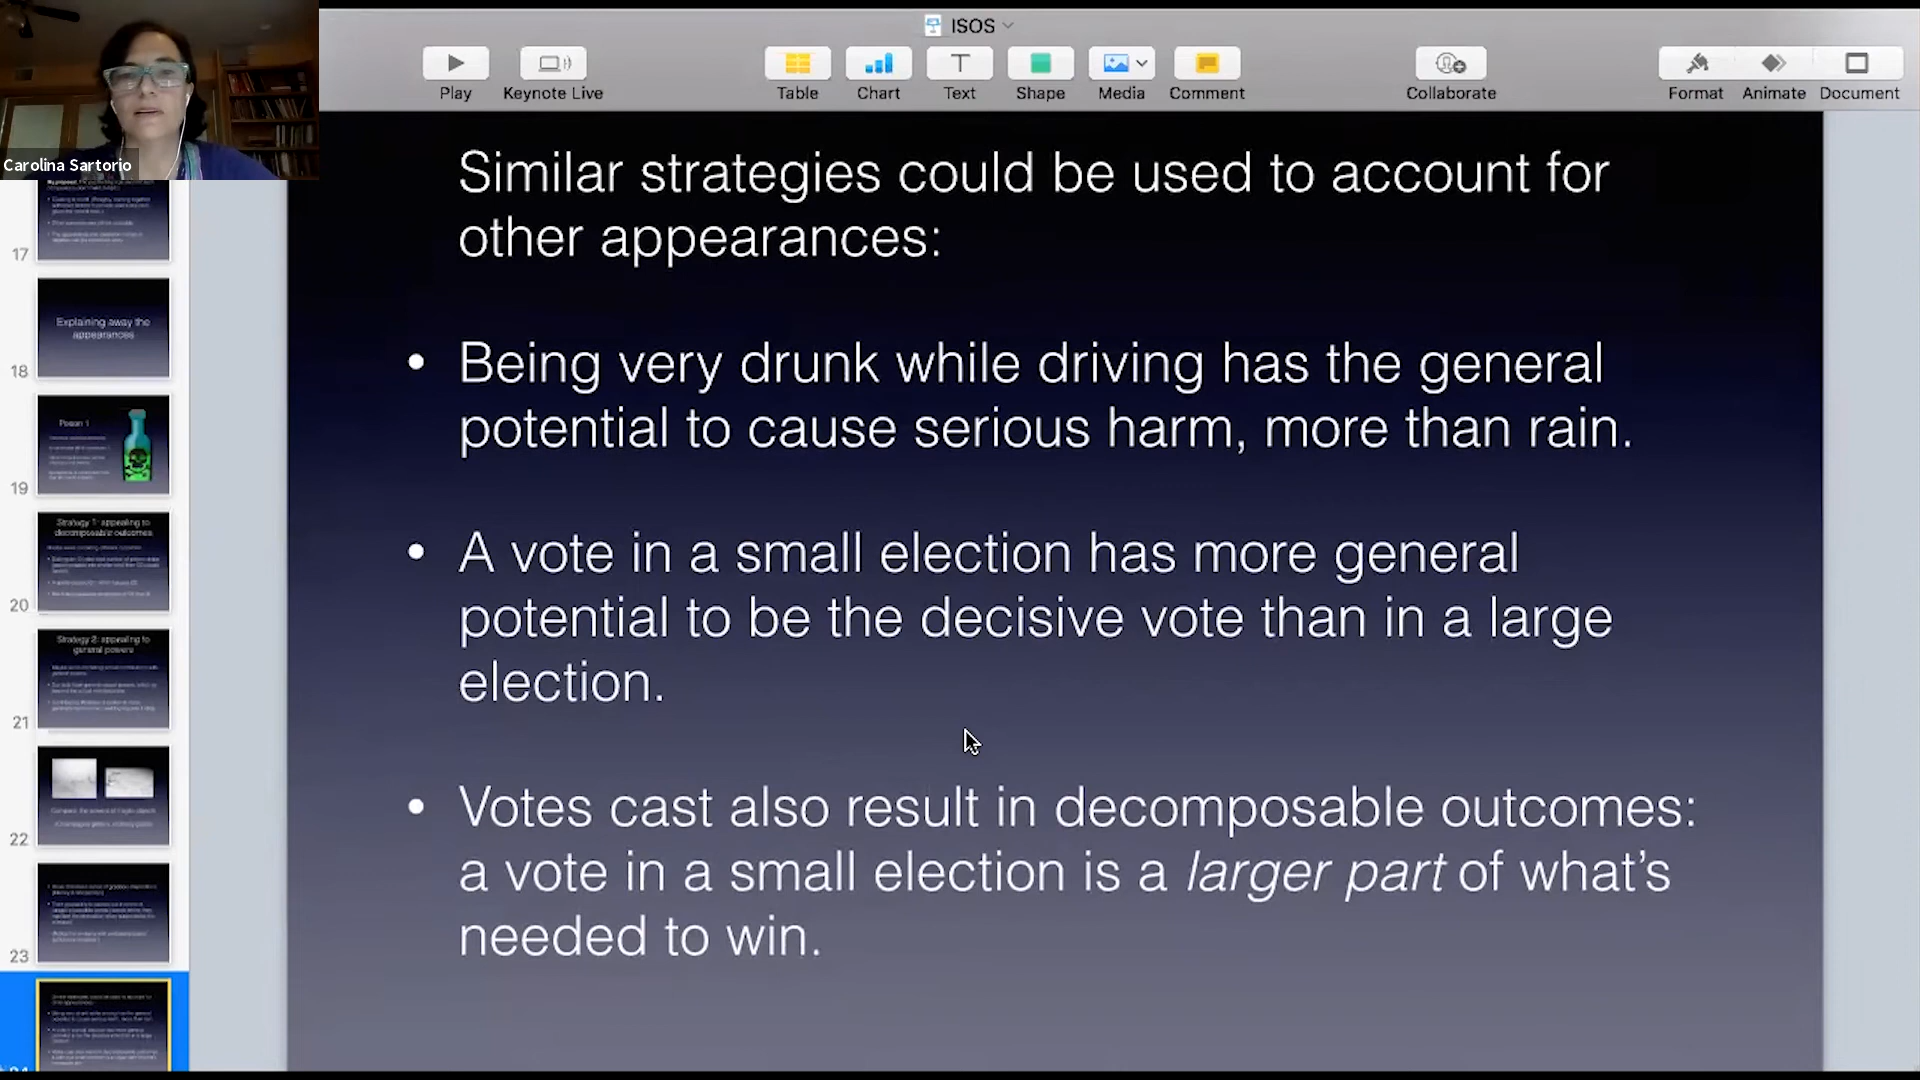 ISOS
Play
Keynote Live
Table
Chart
Text
Shape
Media
Comment
Collaborate
Format
Animate
Document
Carolina Sartorio
Similar strategies could be used to account for
other appearances:
• Being very drunk while driving has the general
potential to cause serious harm, more than rain.
• A vote in a small election has more general
potential to be the decisive vote than in a large
election.
• Votes cast also result in decomposable outcomes:
a vote in a small election is a larger part of what's
needed to win.
17
Explaining away the
appearances
18
Poison 1
19
Strategy 1: appealing to
decomposable outcomes
20
Strategy 2: appealing to
general powers
21
22
23